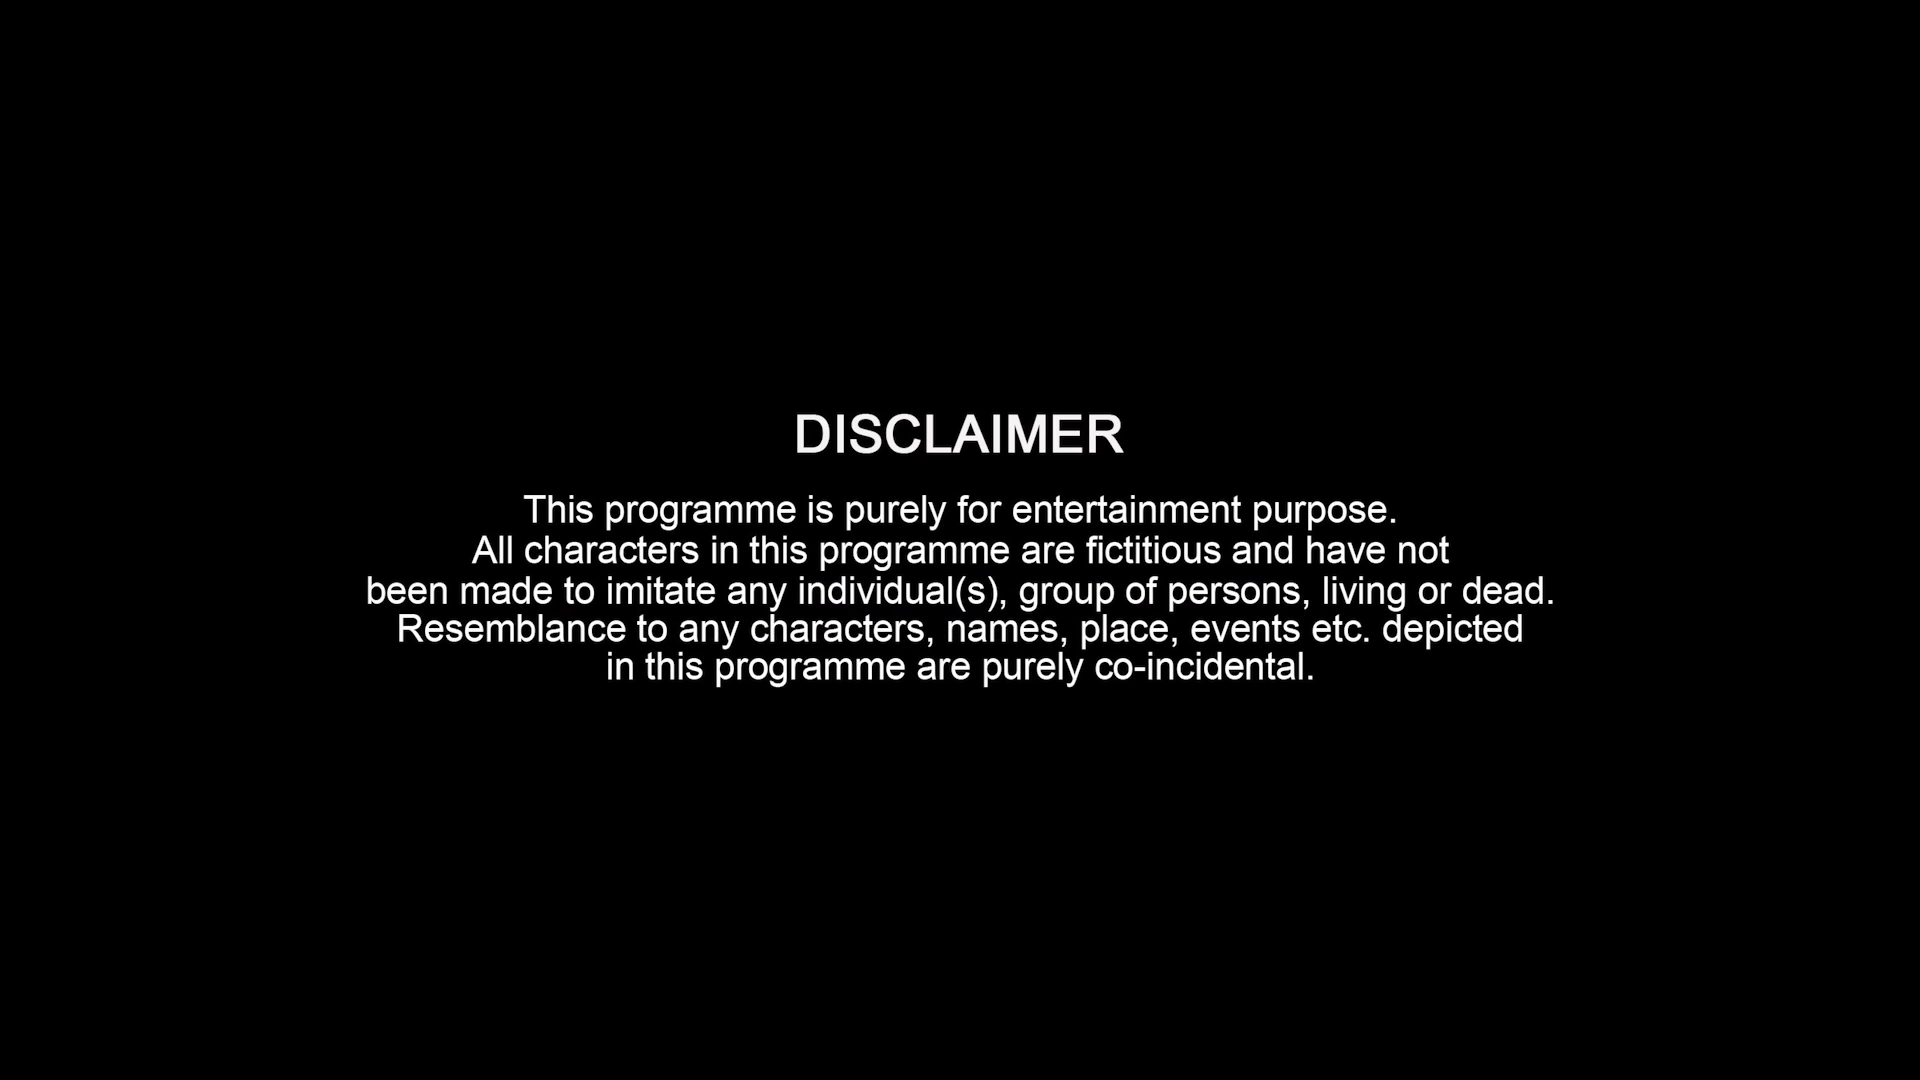 DISCLAIMER
This programme is purely for entertainment purpose.
All characters in this programme are fictitious and have not
been made to imitate any individual(s), group of persons, living or dead.
Resemblance to any characters, names, place, events etc. depicted
in this programme are purely co-incidental.